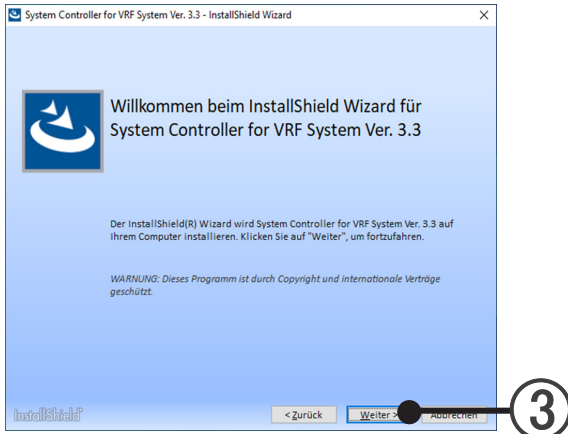 System Controller for VRF System Ver. 3.3 - InstallShield Wizard
Willkommen beim InstallShield Wizard für
System Controller for VRF System Ver. 3.3
Der InstallShield(R) Wizard wird System Controller for VRF System Ver. 3.3 auf
Ihrem Computer installieren. Klicken Sie auf "Weiter", um fortzufahren.
WARNUNG: Dieses Programm ist durch Copyright und internationale Verträge
geschützt.
InstallShield
< Zurück Weiter > Abbrechen 3